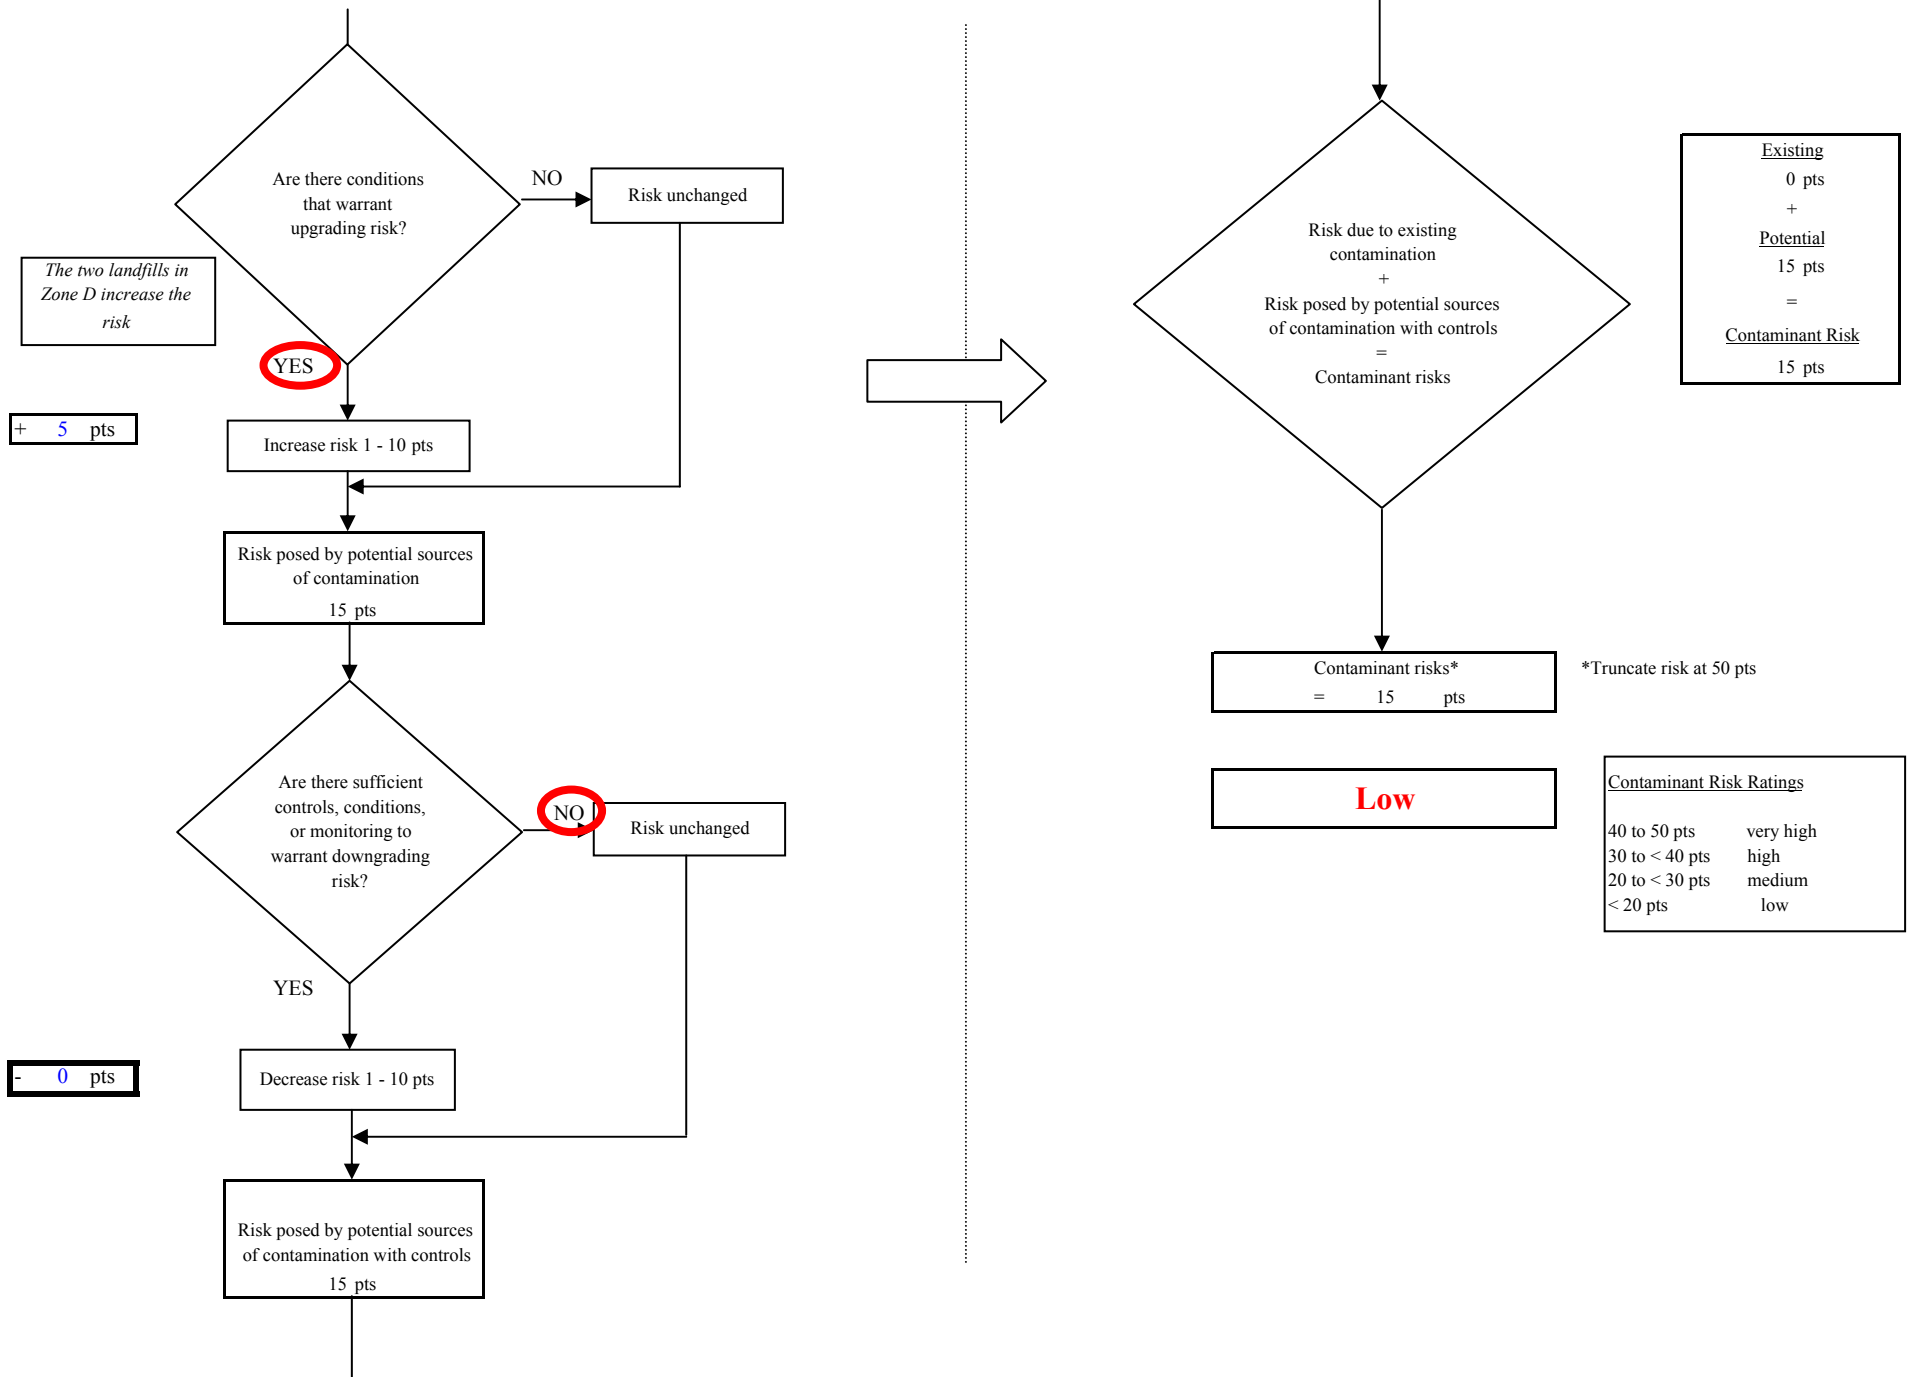 Are there conditions
that warrant
upgrading risk?
NO
Risk unchanged
The two landfills in
Zone D increase the
risk
YES
+ 5 pts
Increase risk 1 - 10 pts
Risk posed by potential sources
of contamination
15 pts
Are there sufficient
controls, conditions,
or monitoring to
warrant downgrading
risk?
NO
Risk unchanged
YES
- 0 pts
Decrease risk 1 - 10 pts
Risk posed by potential sources
of contamination with controls
15 pts
Risk due to existing
contamination
+
Risk posed by potential sources
of contamination with controls
=
Contaminant risks
Existing
0 pts
+
Potential
15 pts
=
Contaminant Risk
15 pts
Contaminant risks*
= 15 pts
*Truncate risk at 50 pts
Low
Contaminant Risk Ratings
40 to 50 pts very high
30 to < 40 pts high
20 to < 30 pts medium
< 20 pts low